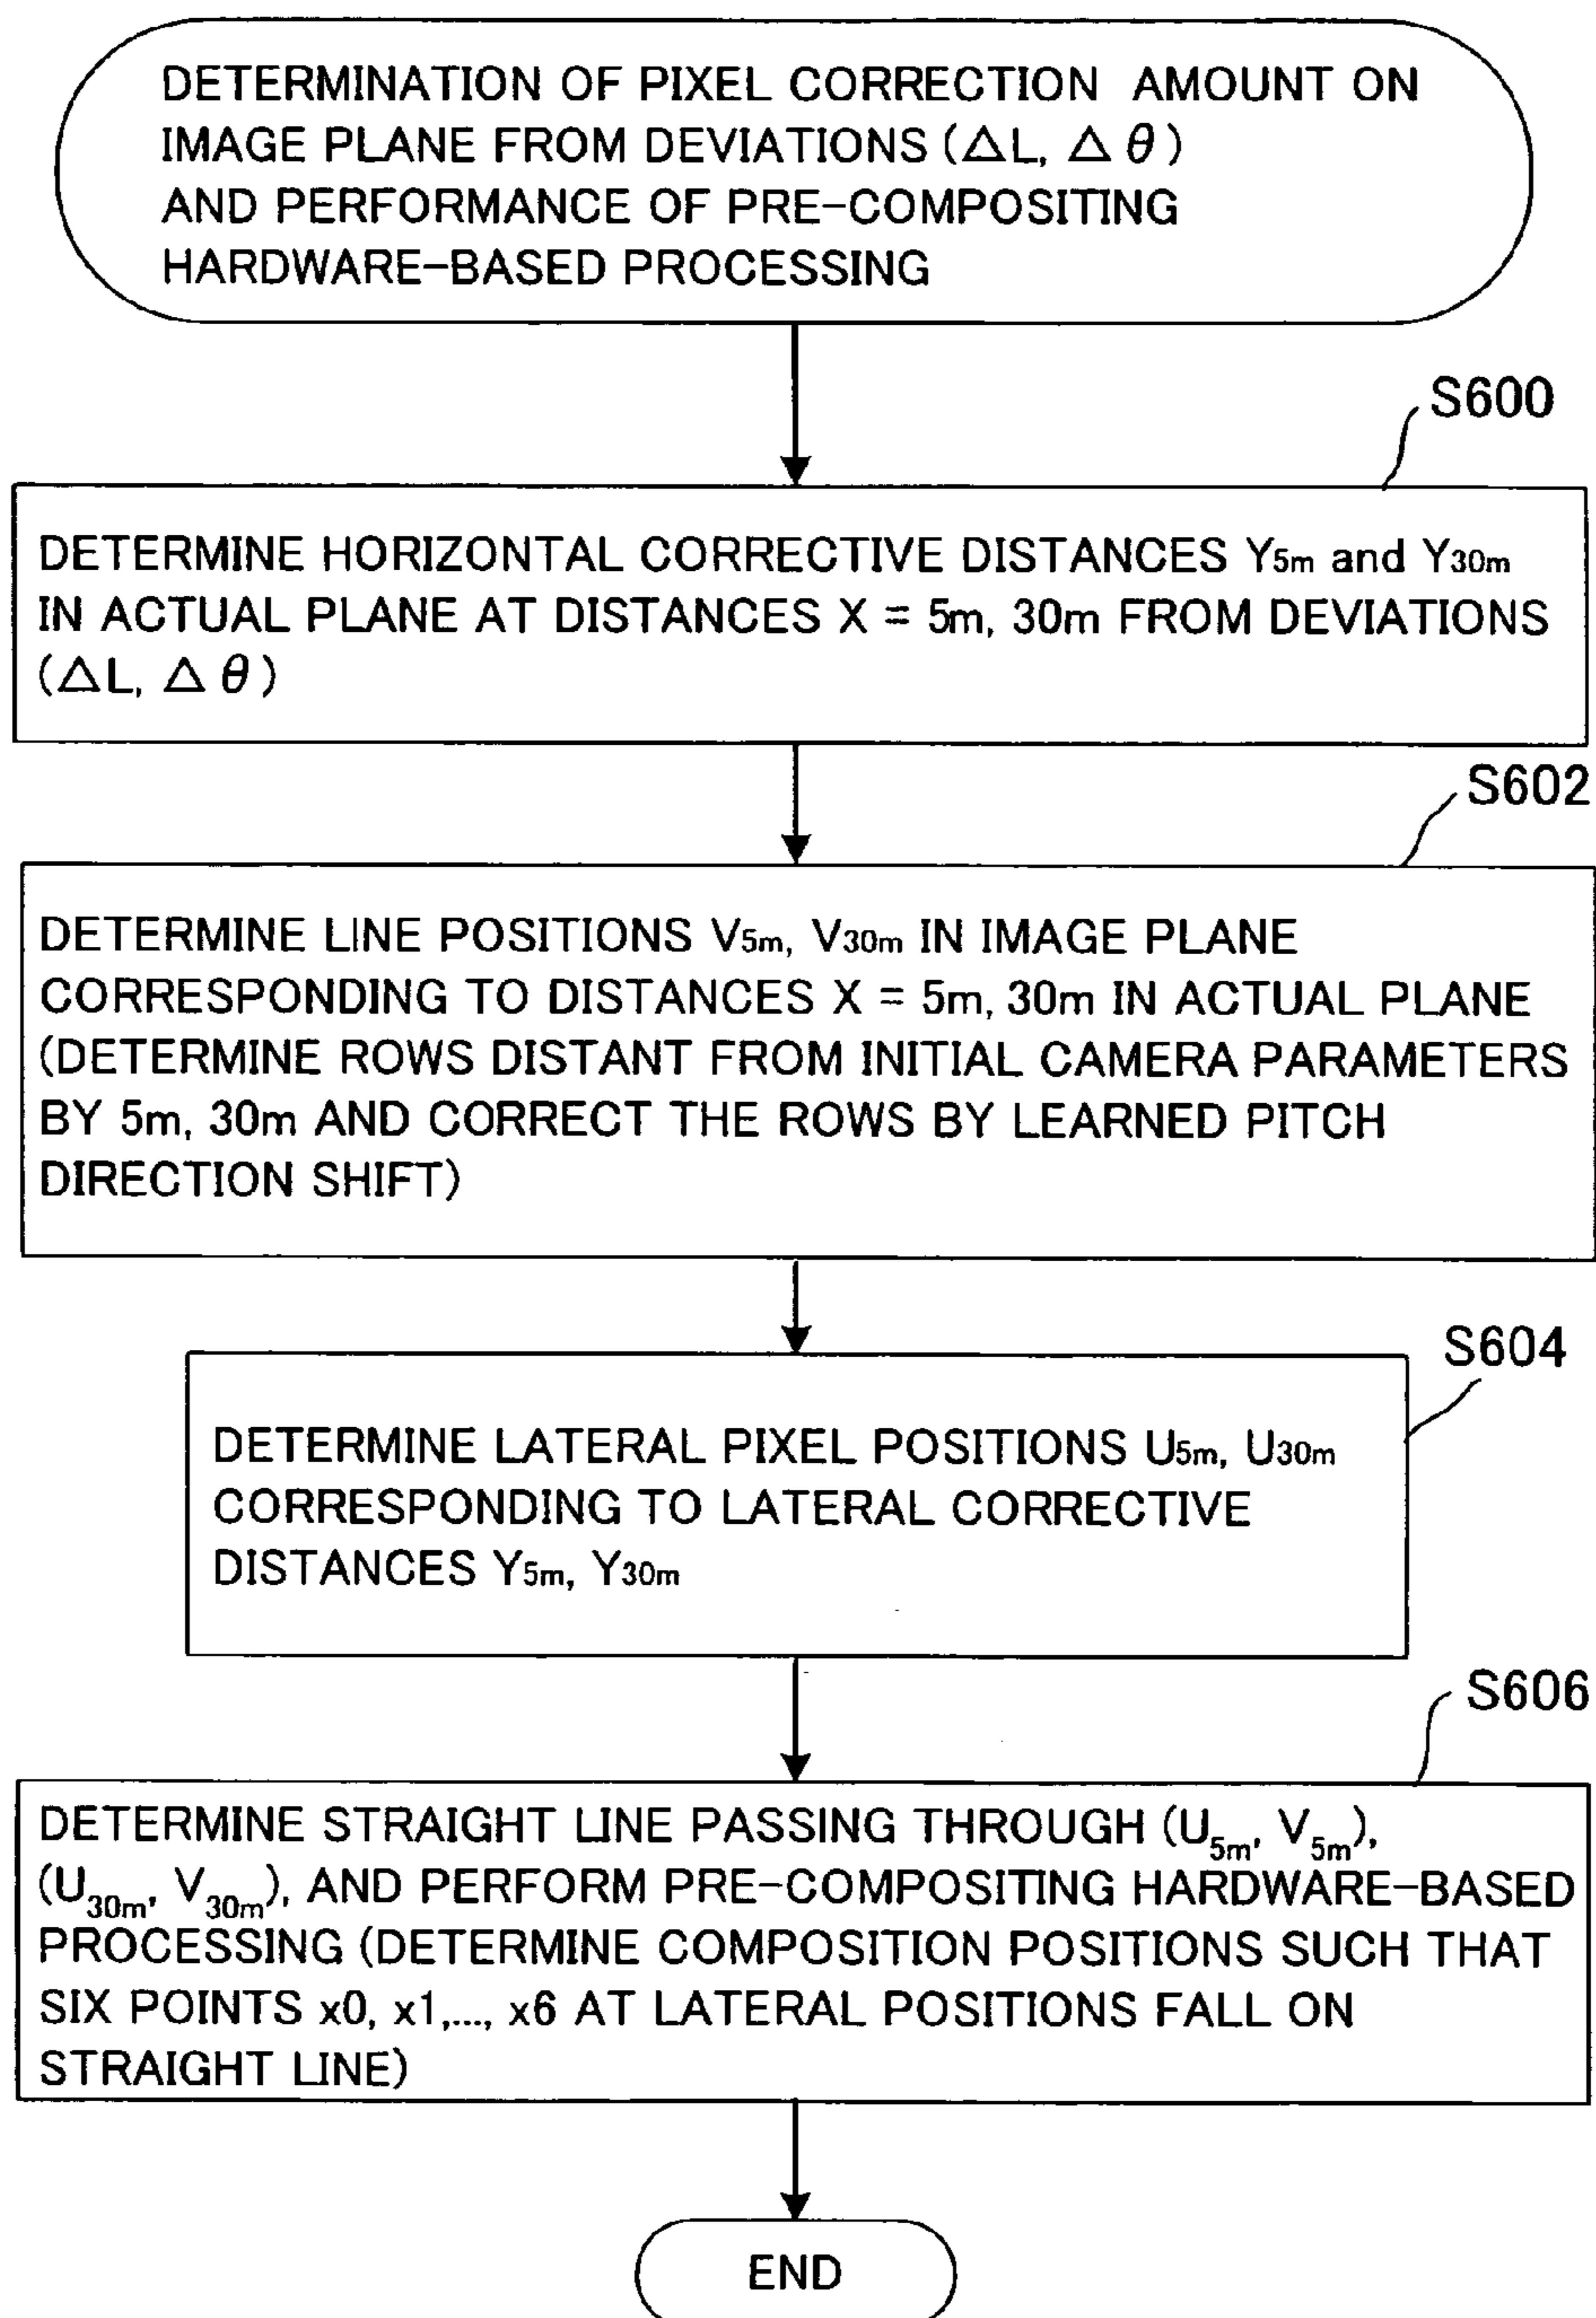 DETERMINATION OF PIXEL CORRECTION AMOUNT ON
IMAGE PLANE FROM DEVIATIONS (△L, △θ)
AND PERFORMANCE OF PRE-COMPOSITING
HARDWARE-BASED PROCESSING
S600
DETERMINE HORIZONTAL CORRECTIVE DISTANCES Y5m and Y30m
IN ACTUAL PLANE AT DISTANCES X = 5m, 30m FROM DEVIATIONS
(△L, △θ)
S602
DETERMINE LINE POSITIONS V5m, V30m IN IMAGE PLANE
CORRESPONDING TO DISTANCES X = 5m, 30m IN ACTUAL PLANE
(DETERMINE ROWS DISTANT FROM INITIAL CAMERA PARAMETERS
BY 5m, 30m AND CORRECT THE ROWS BY LEARNED PITCH
DIRECTION SHIFT)
S604
DETERMINE LATERAL PIXEL POSITIONS U5m, U30m
CORRESPONDING TO LATERAL CORRECTIVE
DISTANCES Y5m, Y30m
S606
DETERMINE STRAIGHT LINE PASSING THROUGH (U5m, V5m),
(U30m, V30m), AND PERFORM PRE-COMPOSITING HARDWARE-BASED
PROCESSING (DETERMINE COMPOSITION POSITIONS SUCH THAT
SIX POINTS x0, x1,..., x6 AT LATERAL POSITIONS FALL ON
STRAIGHT LINE)
END